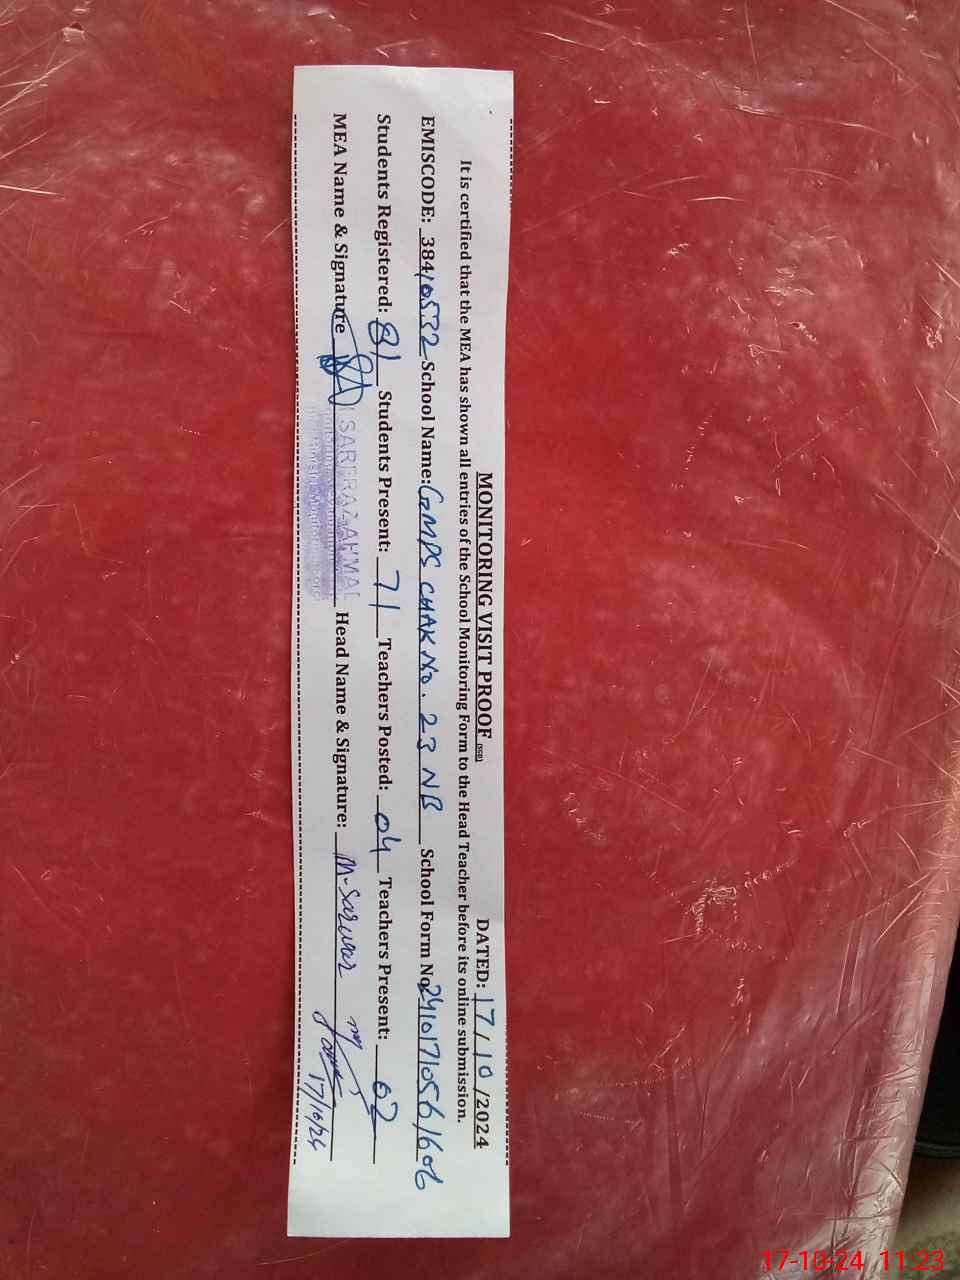 MONITORING VISIT PROOF (SSB) DATED: 17/10/2024
It is certified that the MEA has shown all entries of the School Monitoring Form to the Head Teacher before its online submission.
EMISCODE: 38410532 School Name: GMPS CHAK No. 23 NB School Form No 24101710561606
Students Registered: 81 Students Present: 71 Teachers Posted: 04 Teachers Present: 02
MEA Name & Signature SARFRAZ AHMAD Head Name & Signature: M-Sarwar
17/10/24
17-10-24 11:23